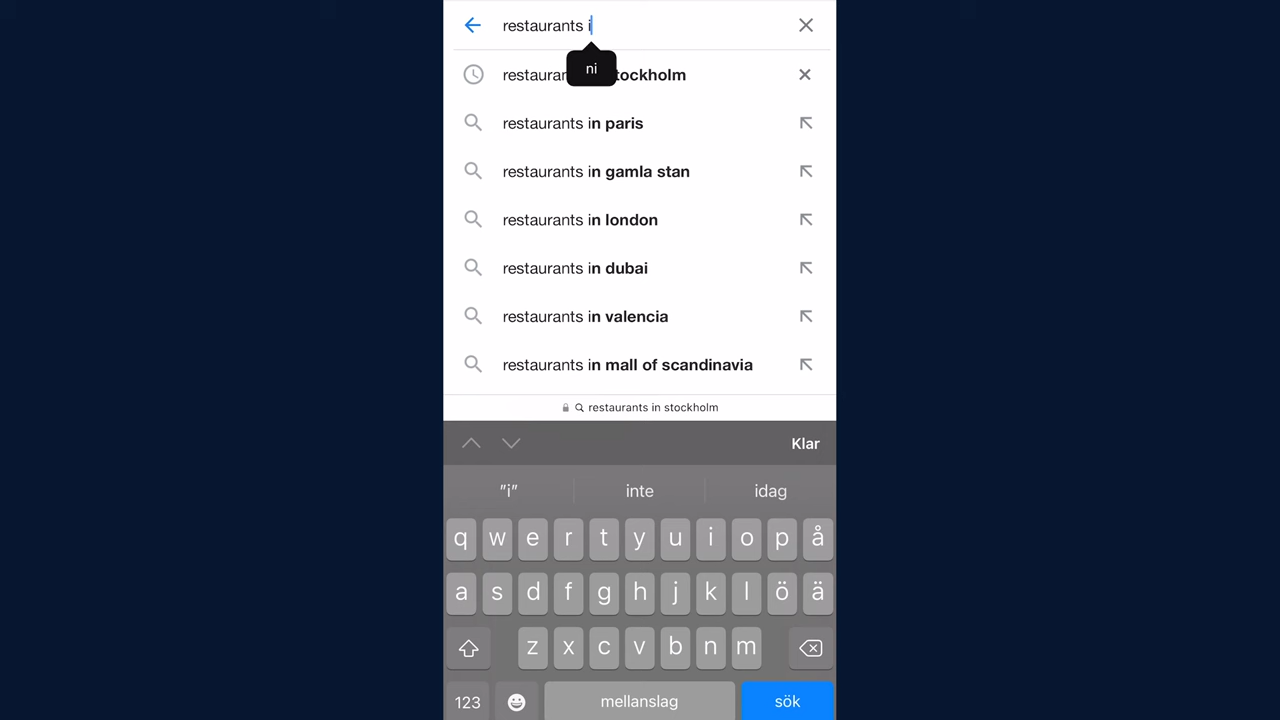 restaurants i
ni
restauran tockholm
restaurants in paris
restaurants in gamla stan
restaurants in london
restaurants in dubai
restaurants in valencia
restaurants in mall of scandinavia
restaurants in stockholm
Klar
"i" inte idag
q w e r t y u i o p å
a s d f g h j k l ö ä
z x c v b n m
123 mellanslag sök